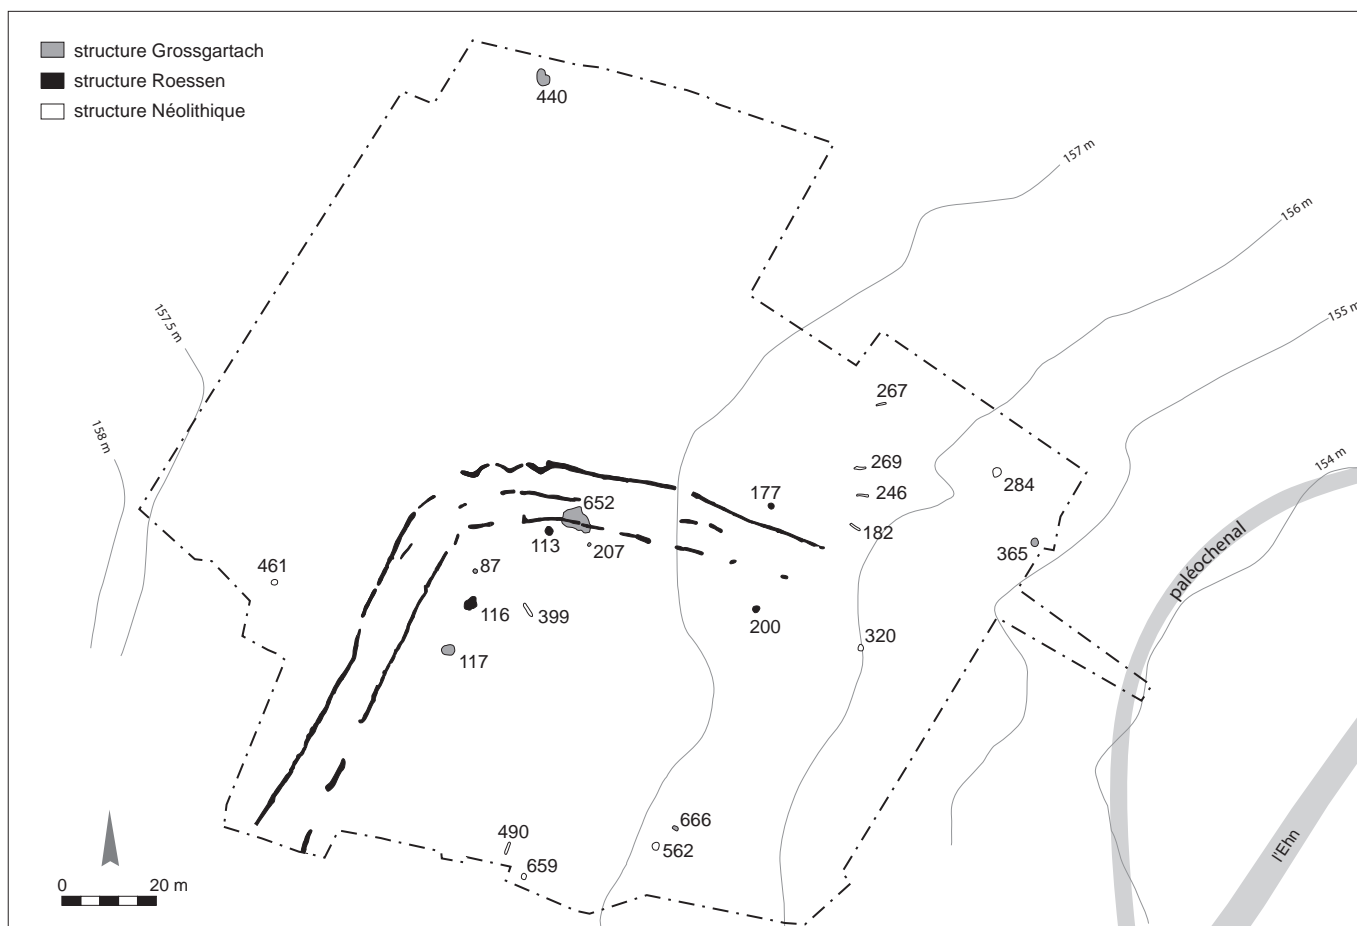 structure Grossgartach
structure Roessen
structure Néolithique
440
157 m
156 m
157.5 m
155 m
158 m
267
154 m
269
284
177
246
652
182
365
113
207
paléochenal
461
87
116
399
200
320
117
666
490
562
l'Ehn
659
0
20 m